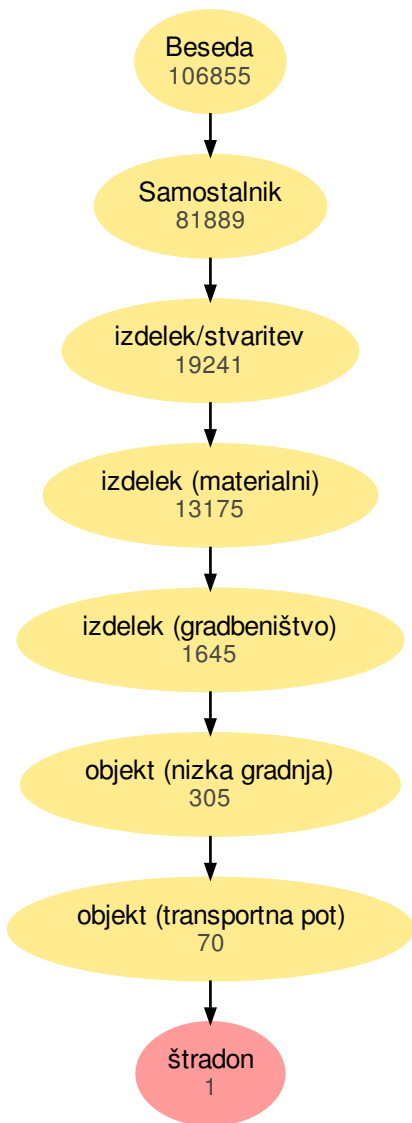 Beseda
106855
Samostalnik
81889
izdelek/stvaritev
19241
izdelek (materialni)
13175
izdelek (gradbeništvo)
1645
objekt (nizka gradnja)
305
objekt (transportna pot)
70
štradon
1